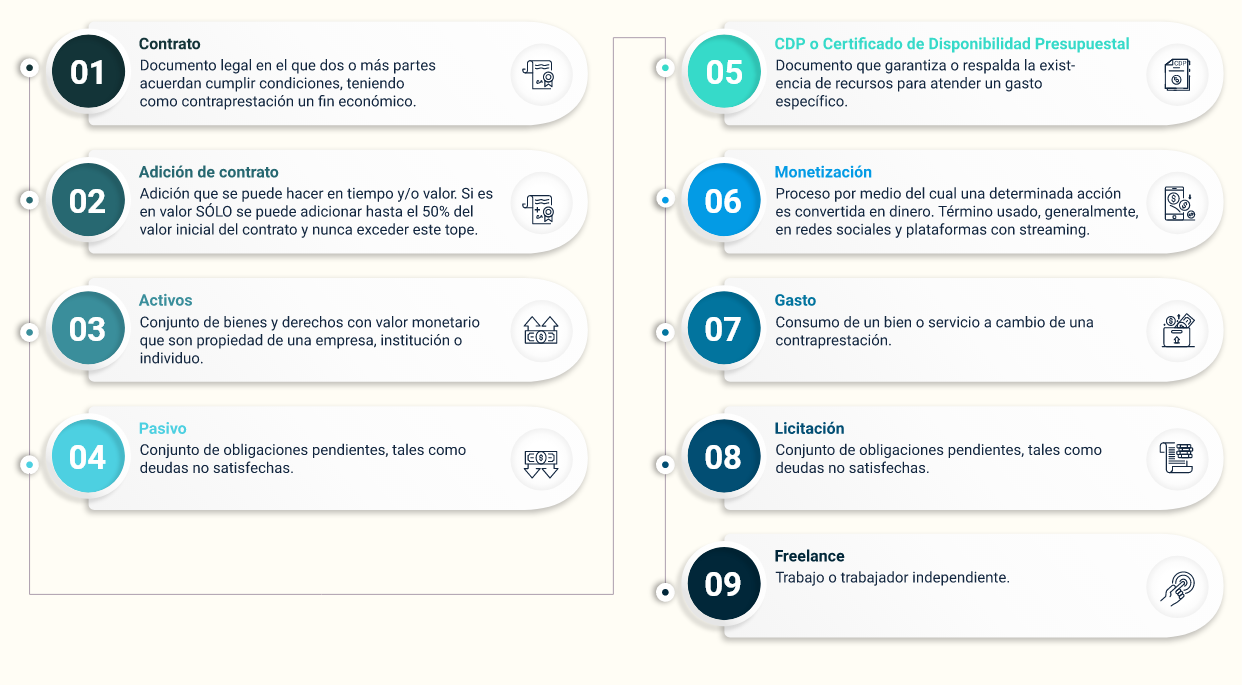 01
Contrato
Documento legal en el que dos o más partes
acuerdan cumplir condiciones, teniendo
como contraprestación un fin económico.
02
Adición de contrato
Adición que se puede hacer en tiempo y/o valor. Si es
en valor SÓLO se puede adicionar hasta el 50% del
valor inicial del contrato y nunca exceder este tope.
03
Activos
Conjunto de bienes y derechos con valor monetario
que son propiedad de una empresa, institución o
individuo.
04
Pasivo
Conjunto de obligaciones pendientes, tales como
deudas no satisfechas.
05
CDP o Certificado de Disponibilidad Presupuestal
Documento que garantiza o respalda la exist-
encia de recursos para atender un gasto
específico.
CDP
06
Monetización
Proceso por medio del cual una determinada acción
es convertida en dinero. Término usado, generalmente,
en redes sociales y plataformas con streaming.
07
Gasto
Consumo de un bien o servicio a cambio de una
contraprestación.
08
Licitación
Conjunto de obligaciones pendientes, tales como
deudas no satisfechas.
09
Freelance
Trabajo o trabajador independiente.